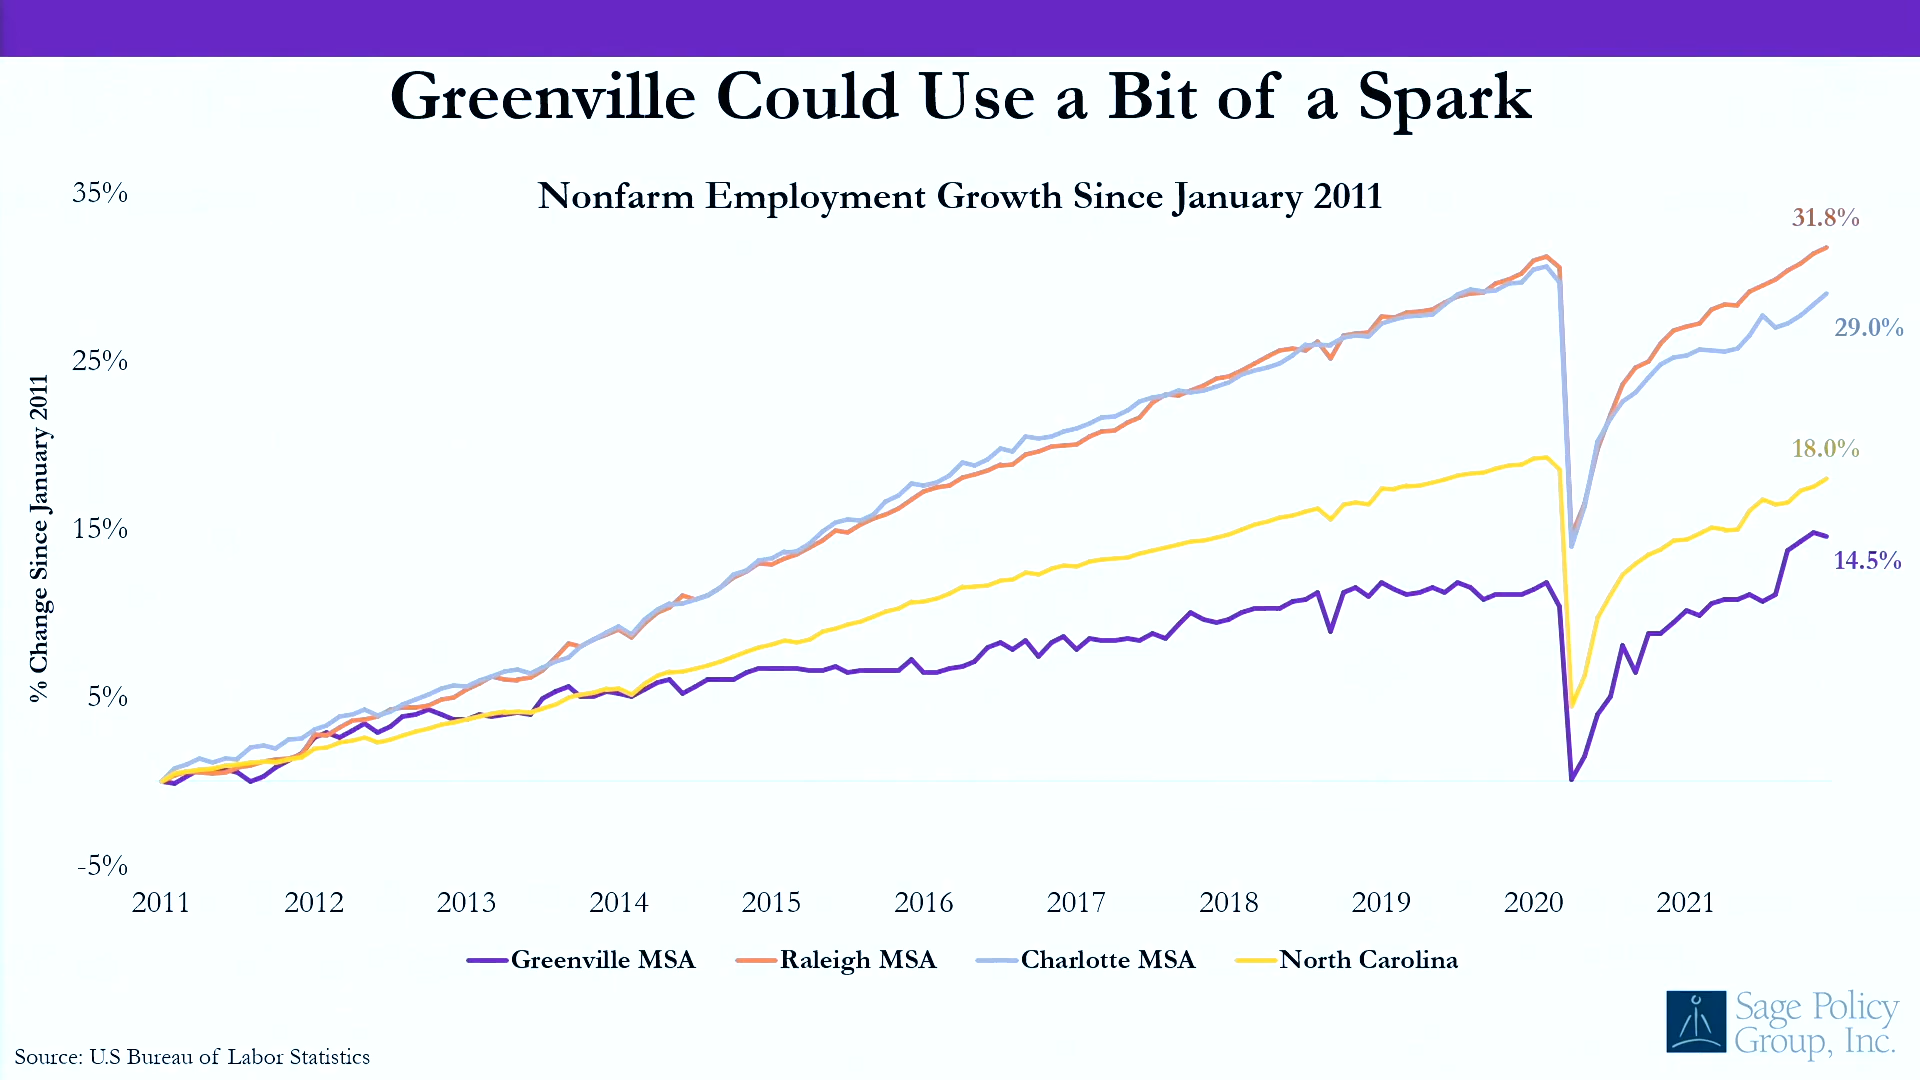 Greenville Could Use a Bit of a Spark
Nonfarm Employment Growth Since January 2011
% Change Since January 2011
35%
25%
15%
5%
-5%
31.8%
29.0%
18.0%
14.5%
2011 2012 2013 2014 2015 2016 2017 2018 2019 2020 2021
Greenville MSA Raleigh MSA Charlotte MSA North Carolina
Sage Policy
Group, Inc.
Source: U.S Bureau of Labor Statistics